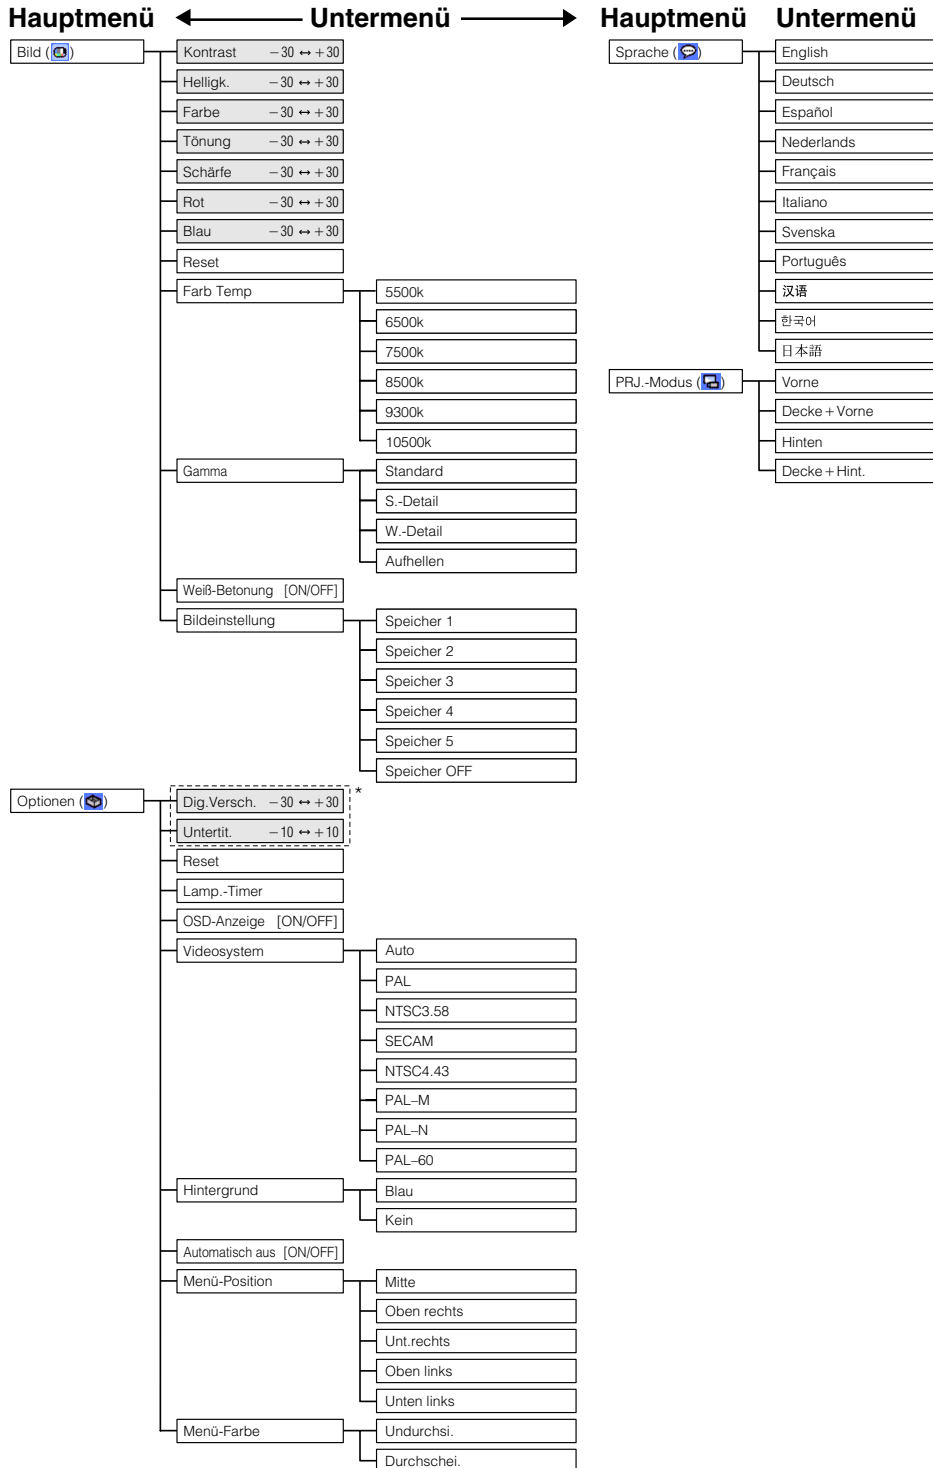 Hauptmenü Untermenü Hauptmenü Untermenü
Bild ( )
Kontrast −30 ↔ +30
Helligk. −30 ↔ +30
Farbe −30 ↔ +30
Tönung −30 ↔ +30
Schärfe −30 ↔ +30
Rot −30 ↔ +30
Blau −30 ↔ +30
Reset
Farb Temp
5500k
6500k
7500k
8500k
9300k
10500k
Gamma
Standard
S.-Detail
W.-Detail
Aufhellen
Weiß-Betonung [ON/OFF]
Bildeinstellung
Speicher 1
Speicher 2
Speicher 3
Speicher 4
Speicher 5
Speicher OFF
Optionen ( )
Dig.Versch. −30 ↔ +30 *
Untertit. −10 ↔ +10
Reset
Lamp.-Timer
OSD-Anzeige [ON/OFF]
Videosystem
Auto
PAL
NTSC3.58
SECAM
NTSC4.43
PAL–M
PAL–N
PAL–60
Hintergrund
Blau
Kein
Automatisch aus [ON/OFF]
Menü-Position
Mitte
Oben rechts
Unt.rechts
Oben links
Unten links
Menü-Farbe
Undurchsi.
Durchschei.
Sprache ( )
English
Deutsch
Español
Nederlands
Français
Italiano
Svenska
Português
汉语
한국어
日本語
PRJ.-Modus ( )
Vorne
Decke + Vorne
Hinten
Decke + Hint.